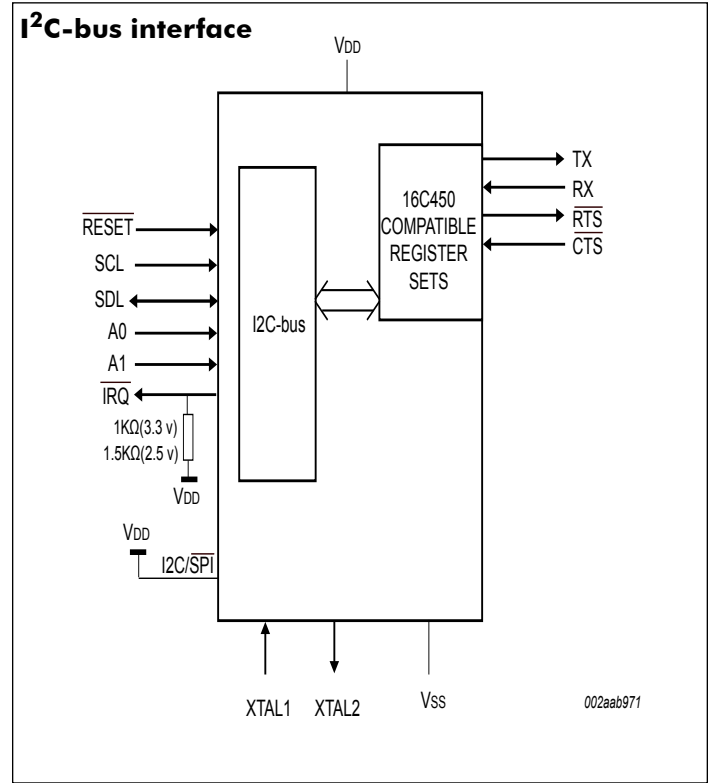 I²C-bus interface
VDD
16C450
COMPATIBLE
REGISTER
SETS
TX
RX
RTS
CTS
RESET
SCL
SDL
A0
A1
IRQ
I2C-bus
1KΩ(3.3 v)
1.5KΩ(2.5 v)
VDD
VDD
I2C/SPI
XTAL1
XTAL2
VSS
002aab971